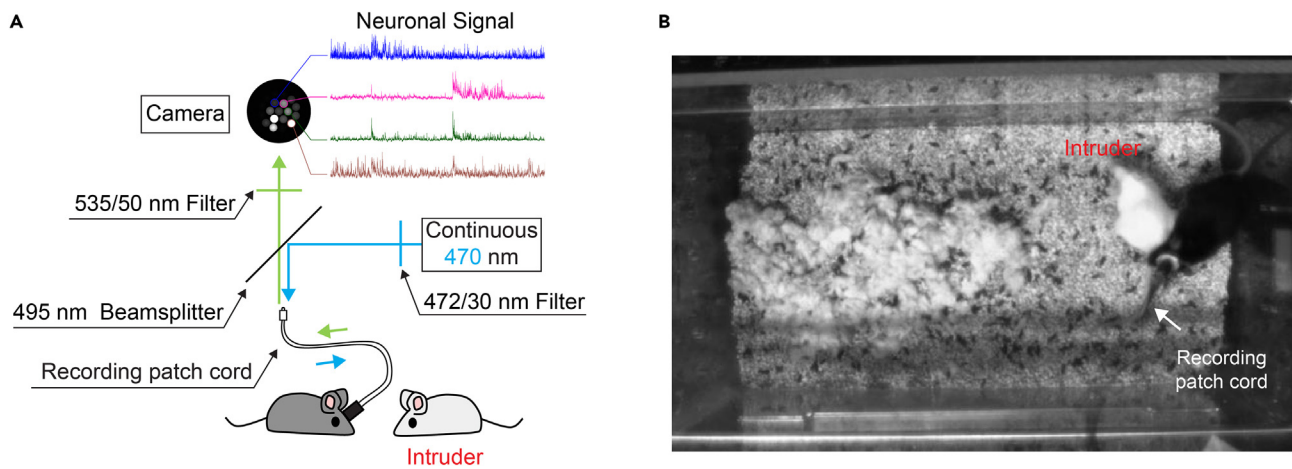 A
Neuronal Signal
Camera
535/50 nm Filter
Continuous
470 nm
472/30 nm Filter
495 nm Beamsplitter
Recording patch cord
Intruder
B
Intruder
Recording
patch cord